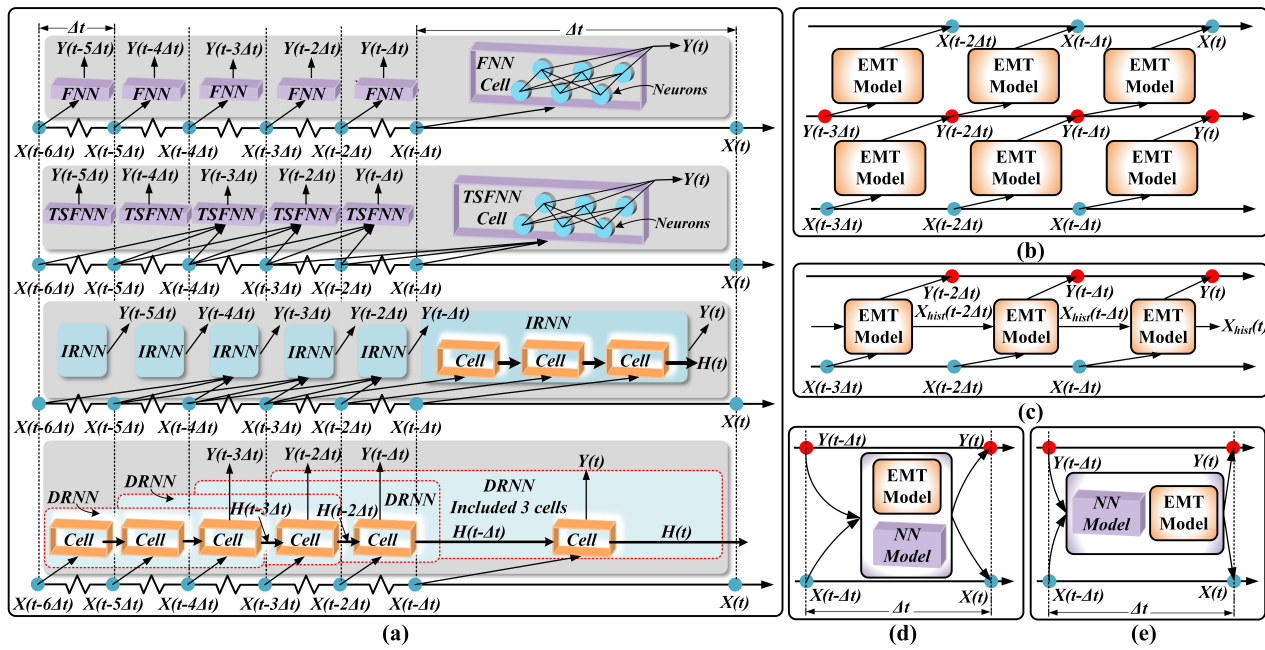 Δt
Δt
Y(t-5Δt) Y(t-4Δt) Y(t-3Δt) Y(t-2Δt) Y(t-Δt)
FNN
Cell
Y(t)
Neurons
FNN FNN FNN FNN FNN
X(t-6Δt) X(t-5Δt) X(t-4Δt) X(t-3Δt) X(t-2Δt) X(t-Δt) X(t)
Y(t-5Δt) Y(t-4Δt) Y(t-3Δt) Y(t-2Δt) Y(t-Δt)
TSFNN
Cell
Y(t)
Neurons
TSFNN TSFNN TSFNN TSFNN TSFNN
X(t-6Δt) X(t-5Δt) X(t-4Δt) X(t-3Δt) X(t-2Δt) X(t-Δt) X(t)
Y(t-5Δt) Y(t-4Δt) Y(t-3Δt) Y(t-2Δt) Y(t-Δt) Y(t)
IRNN
IRNN IRNN IRNN IRNN IRNN
Cell Cell Cell H(t)
X(t-6Δt) X(t-5Δt) X(t-4Δt) X(t-3Δt) X(t-2Δt) X(t-Δt) X(t)
Y(t-3Δt) Y(t-2Δt) Y(t-Δt) Y(t)
DRNN DRNN DRNN
DRNN
Included 3 cells
H(t-3Δt) H(t-2Δt) H(t-Δt) H(t)
Cell Cell Cell Cell Cell Cell
X(t-6Δt) X(t-5Δt) X(t-4Δt) X(t-3Δt) X(t-2Δt) X(t-Δt) X(t)
(a)
X(t-2Δt) X(t-Δt) X(t)
EMT EMT EMT
Model Model Model
Y(t-3Δt) Y(t-2Δt) Y(t-Δt) Y(t)
EMT EMT EMT
Model Model Model
X(t-3Δt) X(t-2Δt) X(t-Δt)
(b)
Y(t-2Δt) Y(t-Δt) Y(t)
EMT EMT EMT
Model Model Model
Xhist(t-2Δt) Xhist(t-Δt) Xhist(t)
X(t-3Δt) X(t-2Δt) X(t-Δt)
(c)
Y(t-Δt) Y(t)
EMT
Model
NN
Model
X(t-Δt) X(t)
Δt
(d)
Y(t-Δt) Y(t)
NN
Model
EMT
Model
X(t-Δt) X(t)
Δt
(e)